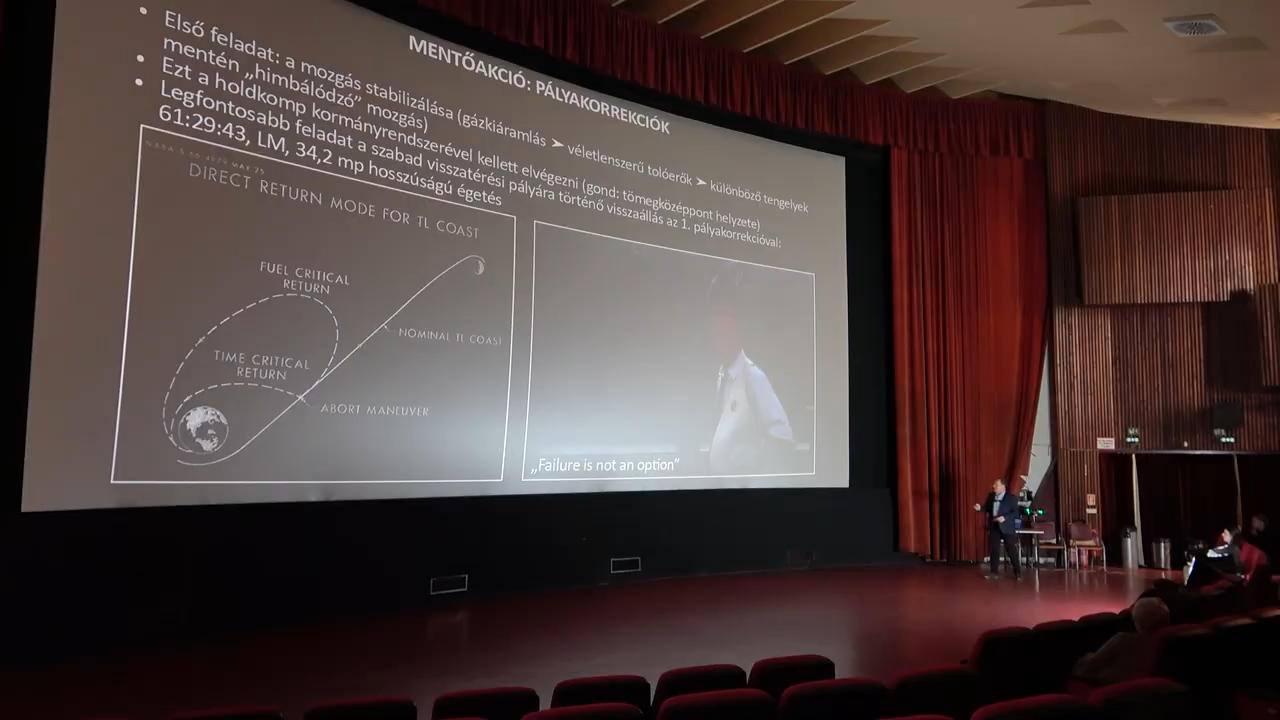 MENTŐAKCIÓ: PÁLYAKORREKCIÓK
• Első feladat: a mozgás stabilizálása (gázkiáramlás ➤ véletlenszerű tolóerők ➤ különböző tengelyek
mentén „himbálódzó” mozgás)
• Ezt a holdkomp kormányrendszerével kellett elvégezni (gond: tömegközéppont helyzete)
• Legfontosabb feladat a szabad visszatérési pályára történő visszaállás az 1. pályakorrekcióval:
61:29:43, LM, 34,2 mp hosszúságú égetés
DIRECT RETURN MODE FOR TL COAST
FUEL CRITICAL
RETURN
NOMINAL TL COAST
TIME CRITICAL
RETURN
ABORT MANEUVER
„Failure is not an option”